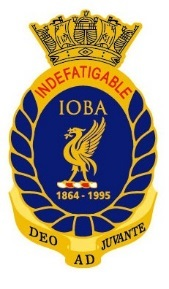 INDEFATIGABLE
IOBA
1864 - 1995
DEO AD JUVANTE